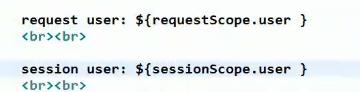 request user: ${requestScope.user }
<br><br>
session user: ${sessionScope.user }
<br><br>